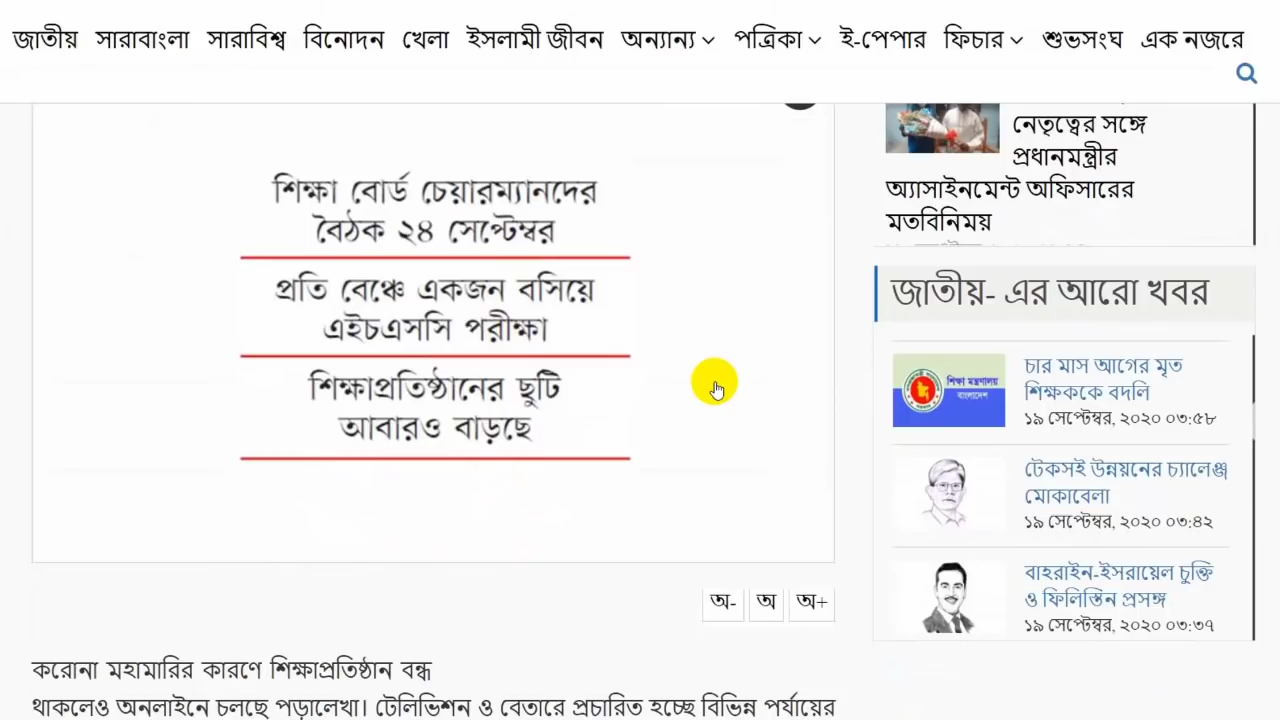 জাতীয় সারাবাংলা সারাবিশ্ব বিনোদন খেলা ইসলামী জীবন অন্যান্য পত্রিকা ই-পেপার ফিচার শুভসংঘ এক নজরে
শিক্ষা বোর্ড চেয়ারম্যানদের
বৈঠক ২৪ সেপ্টেম্বর
প্রতি বেঞ্চে একজন বসিয়ে
এইচএসসি পরীক্ষা
শিক্ষাপ্রতিষ্ঠানের ছুটি
আবারও বাড়ছে
অ- অ অ+
করোনা মহামারির কারণে শিক্ষাপ্রতিষ্ঠান বন্ধ
থাকলেও অনলাইনে চলছে পড়ালেখা। টেলিভিশন ও বেতারে প্রচারিত হচ্ছে বিভিন্ন পর্যায়ের
নেতৃত্বের সঙ্গে
প্রধানমন্ত্রীর
অ্যাসাইনমেন্ট অফিসারের
মতবিনিময়
জাতীয়- এর আরো খবর
শিক্ষা মন্ত্রণালয়
বাংলাদেশ
চার মাস আগের মৃত
শিক্ষককে বদলি
১৯ সেপ্টেম্বর, ২০২০ ০৩:৫৮
টেকসই উন্নয়নের চ্যালেঞ্জ
মোকাবেলা
১৯ সেপ্টেম্বর, ২০২০ ০৩:৪২
বাহরাইন-ইসরায়েল চুক্তি
ও ফিলিস্তিন প্রসঙ্গ
১৯ সেপ্টেম্বর, ২০২০ ০৩:৩৭